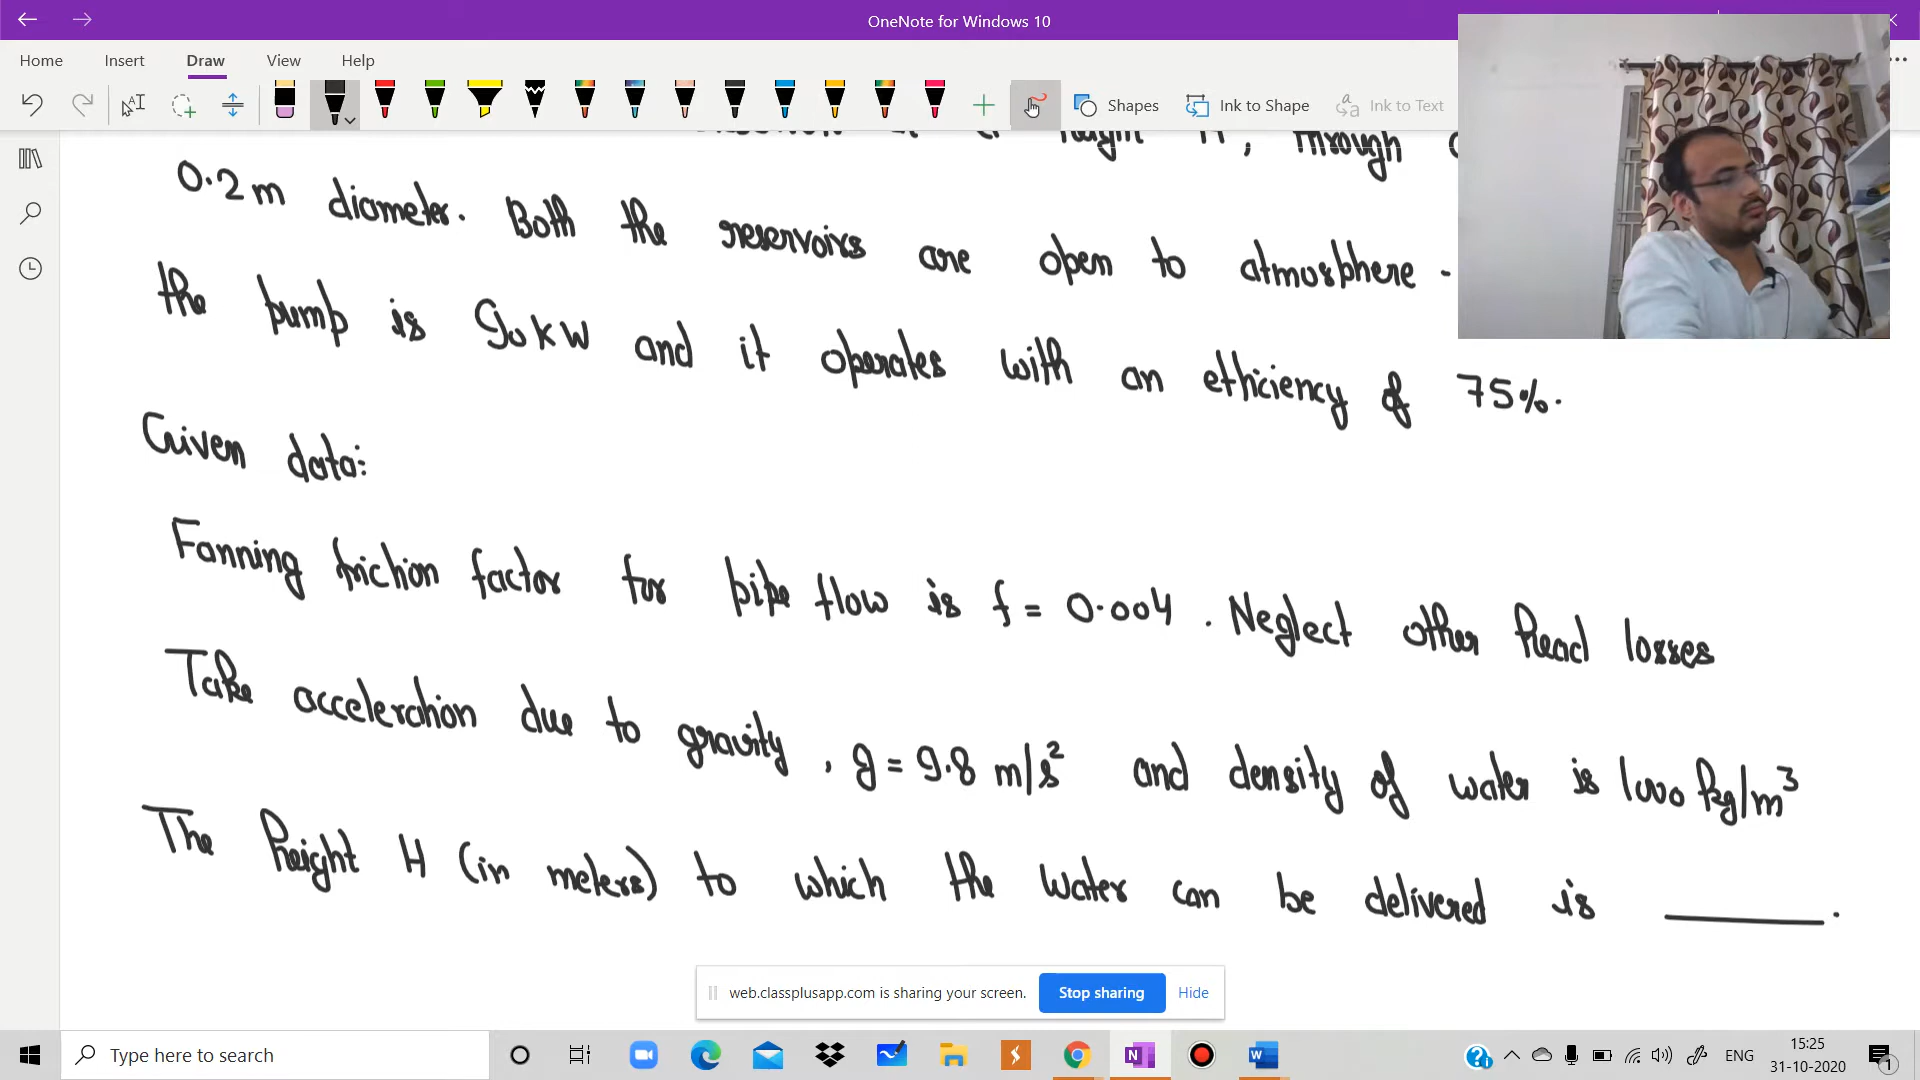 OneNote for Windows 10
Home Insert Draw View Help
Shapes Ink to Shape Ink to Text
height H, through
0.2m diameter. Both the reservoirs are open to atmosphere.
the pump is 90kW and it operates with an efficiency of 75%.
Given data:
Fanning friction factor for pipe flow is f = 0.004. Neglect other head losses
Take acceleration due to gravity, g = 9.8 m/s² and density of water is 1000 kg/m³
The height H (in meters) to which the water can be delivered is ______.
web.classplusapp.com is sharing your screen. Stop sharing Hide
Type here to search
ENG 15:25
31-10-2020 1